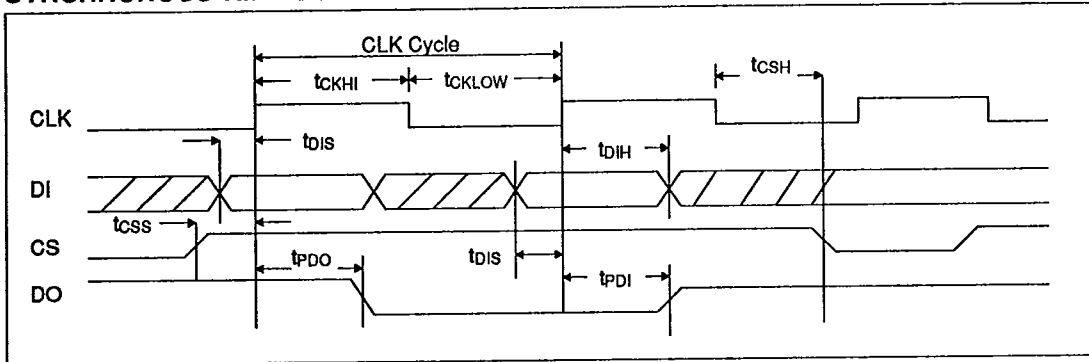 CLK Cycle
tCKHI
tCKLOW
tCSH
CLK
tDIS
tDIH
DI
tCSS
CS
tPDO
tDIS
tPDI
DO